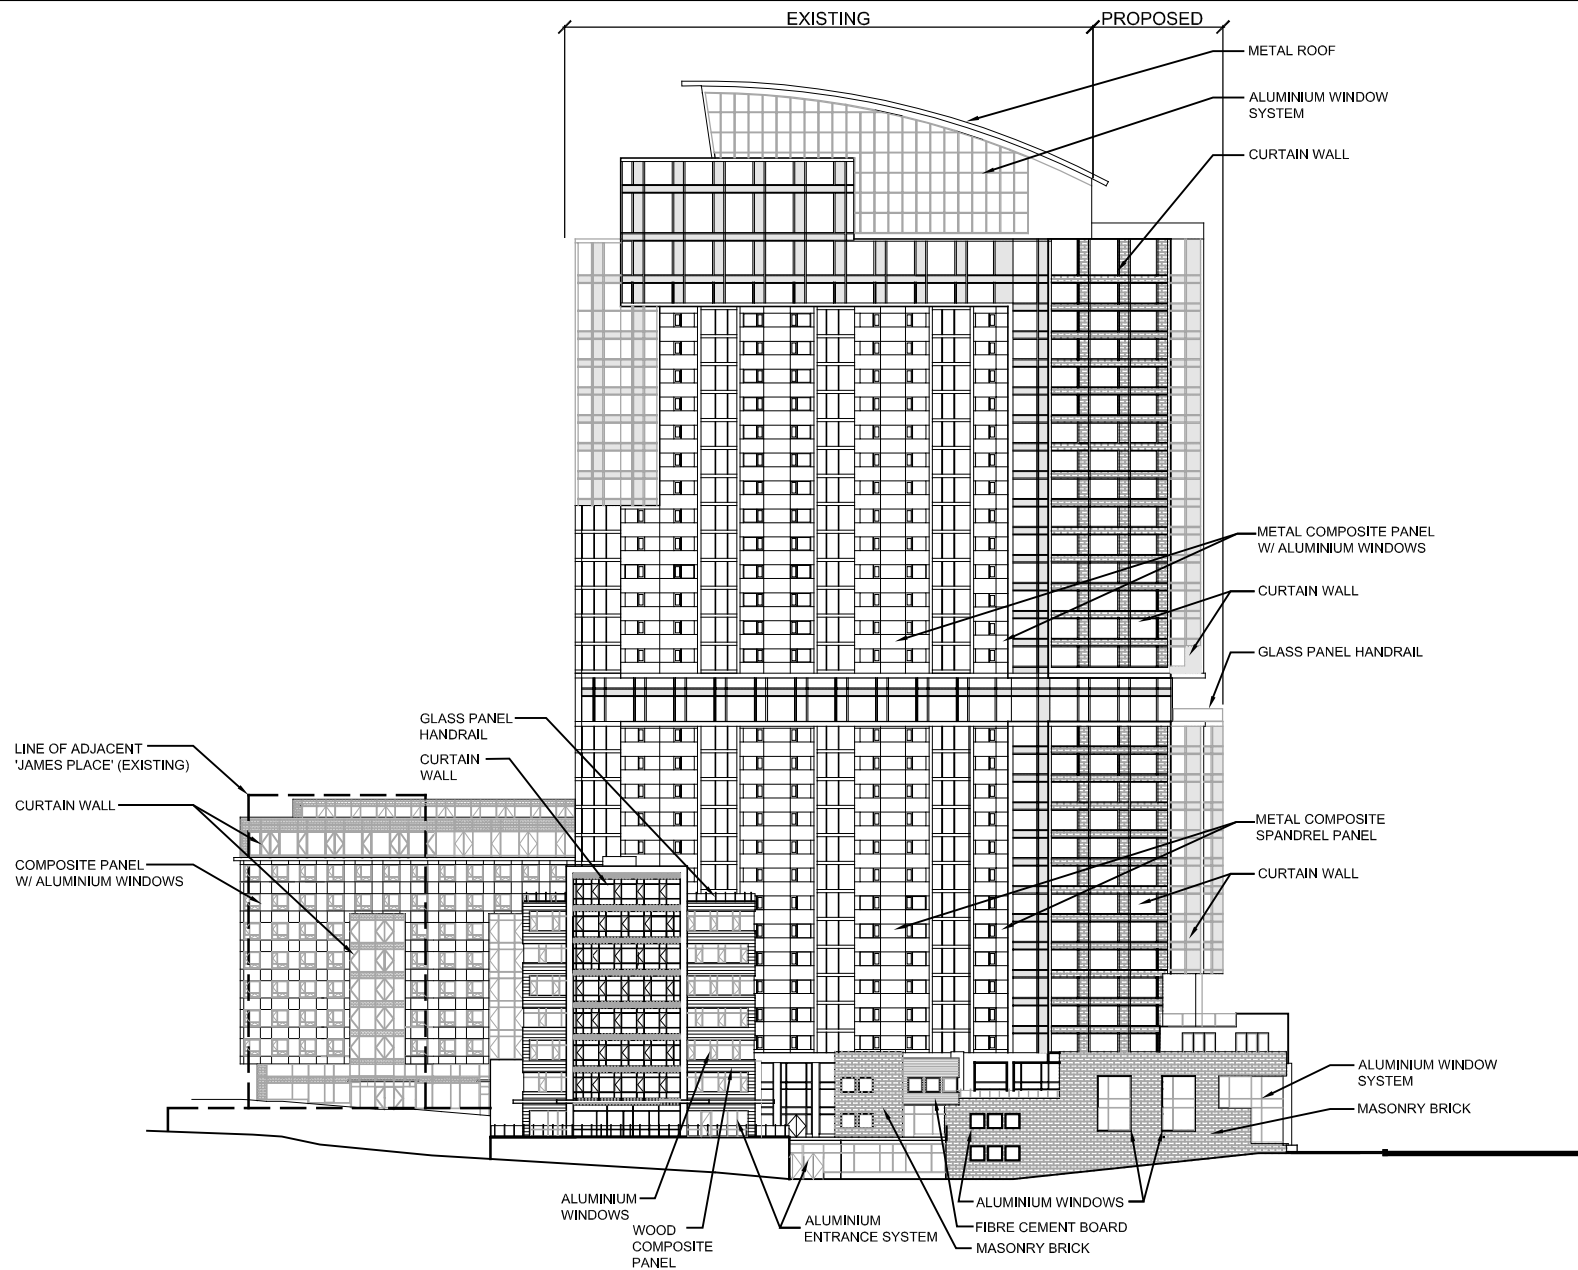 EXISTING
PROPOSED
METAL ROOF
ALUMINIUM WINDOW
SYSTEM
CURTAIN WALL
METAL COMPOSITE PANEL
W/ ALUMINIUM WINDOWS
CURTAIN WALL
GLASS PANEL HANDRAIL
GLASS PANEL
HANDRAIL
CURTAIN
WALL
LINE OF ADJACENT
'JAMES PLACE' (EXISTING)
CURTAIN WALL
COMPOSITE PANEL
W/ ALUMINIUM WINDOWS
METAL COMPOSITE
SPANDREL PANEL
CURTAIN WALL
ALUMINIUM WINDOW
SYSTEM
MASONRY BRICK
ALUMINIUM
WINDOWS
WOOD
COMPOSITE
PANEL
ALUMINIUM
ENTRANCE SYSTEM
ALUMINIUM WINDOWS
FIBRE CEMENT BOARD
MASONRY BRICK